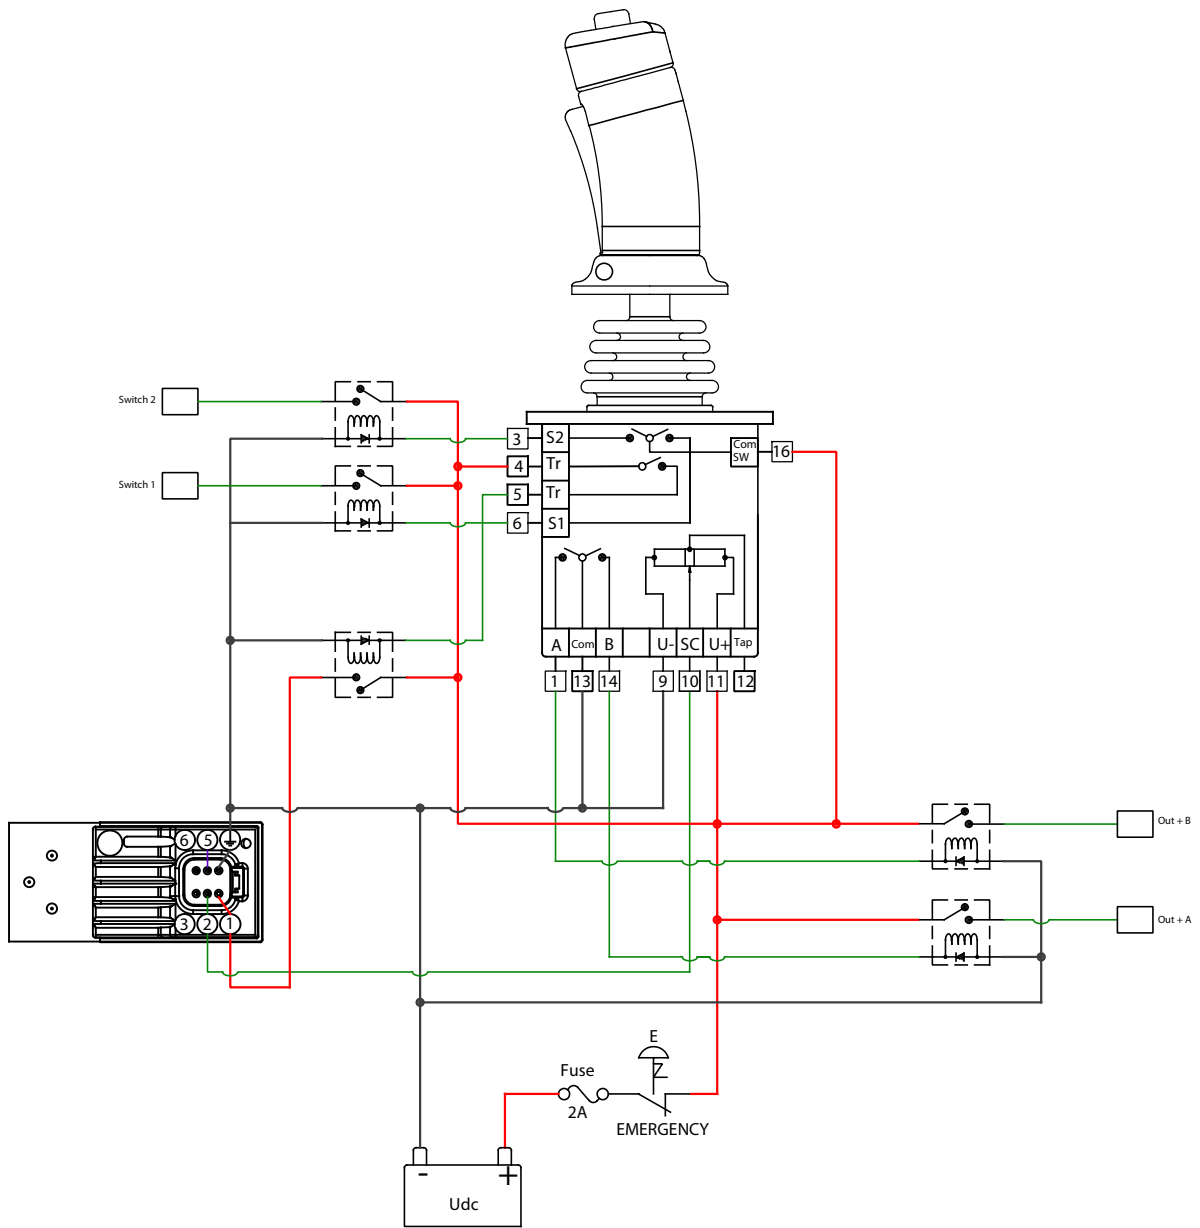 Switch 2
3
S2
Com
SW
16
4
Tr
Switch 1
5
Tr
6
S1
A
Com
B
U-
SC
U+
Tap
1
13
14
9
10
11
12
6
5
3
2
1
Out + B
Out + A
E
Fuse
2A
EMERGENCY
-
+
Udc